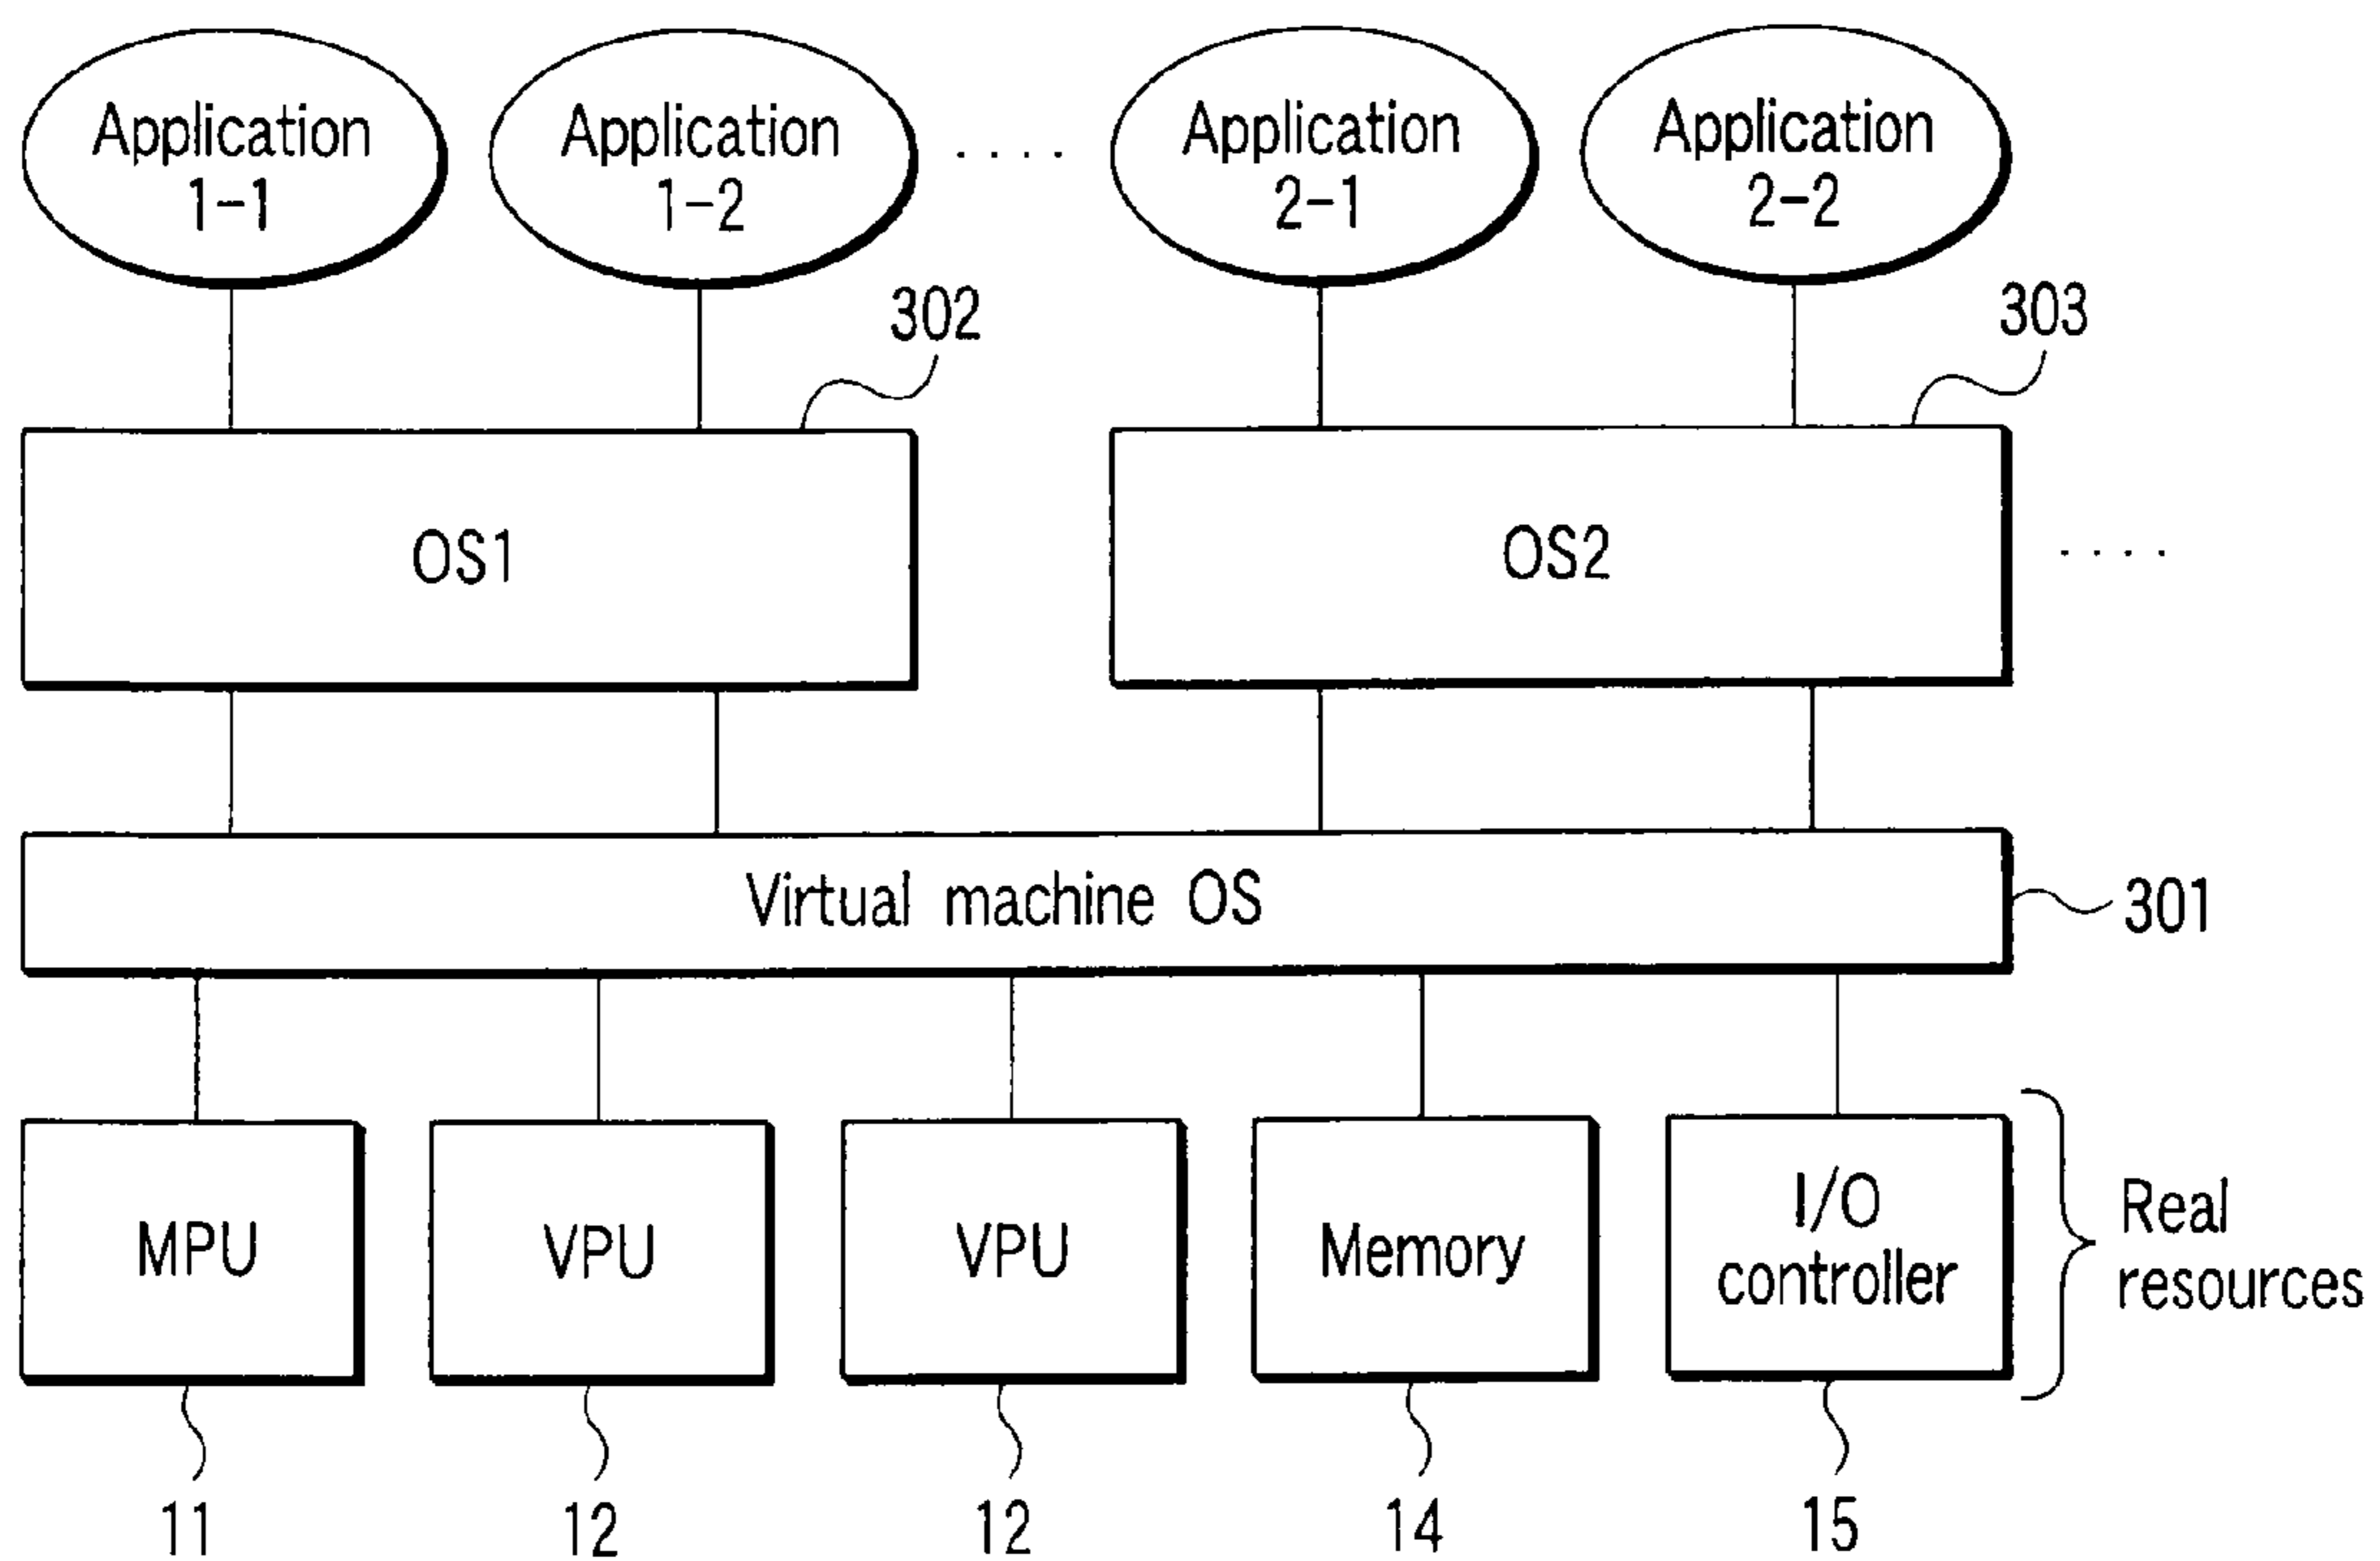 Application
1-1
Application
1-2
. . . .
Application
2-1
Application
2-2
302
303
OS1
OS2
. . . .
Virtual machine OS
301
MPU
VPU
VPU
Memory
I/O
controller
Real
resources
11
12
12
14
15